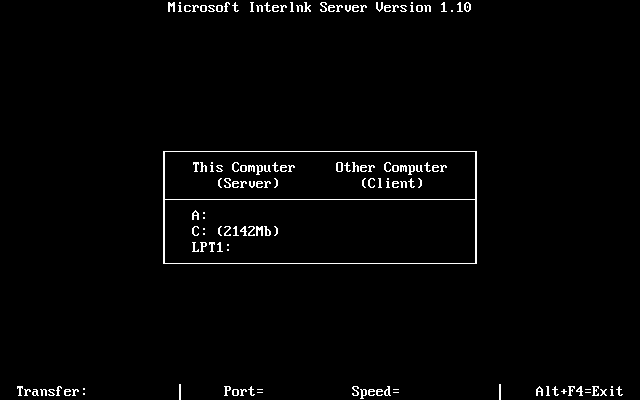 Microsoft Interlnk Server Version 1.10
This Computer Other Computer
(Server) (Client)
A:
C: (2142Mb)
LPT1:
Transfer: Port= Speed= Alt+F4=Exit